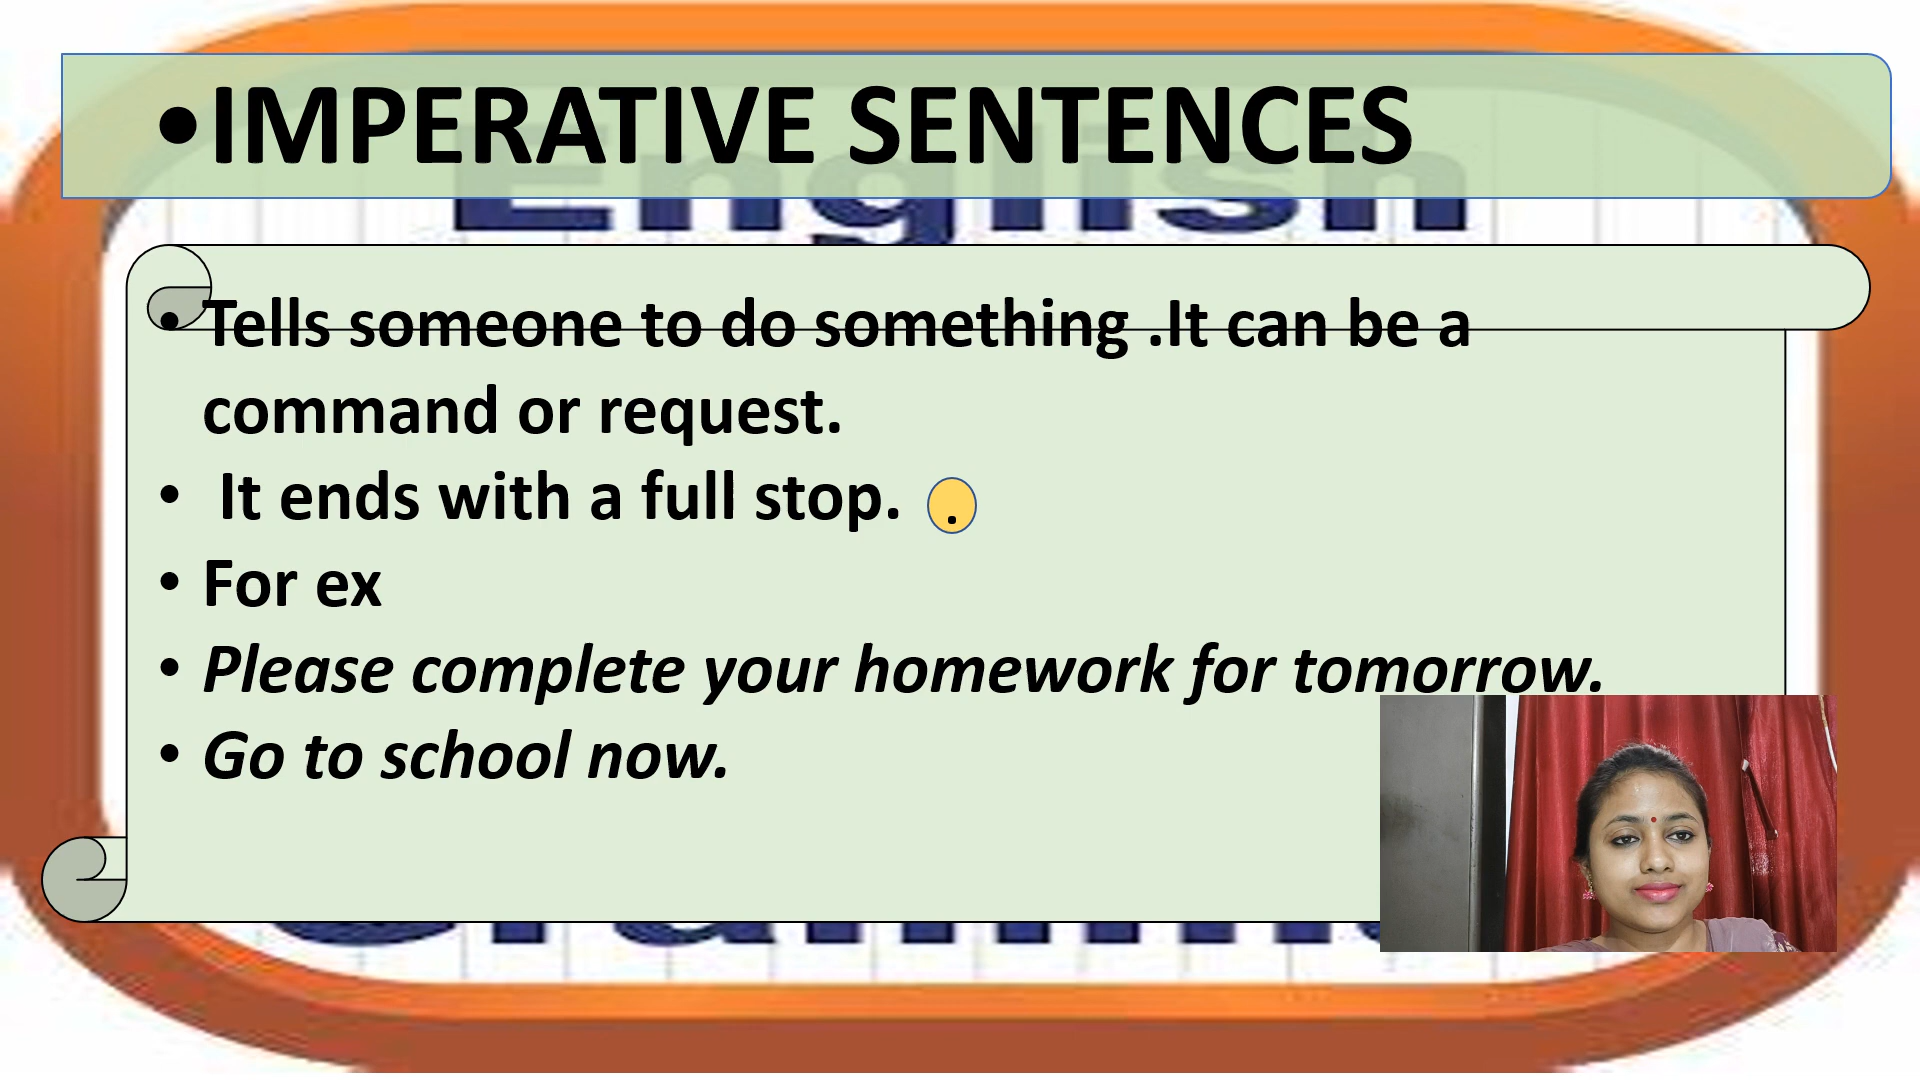 •IMPERATIVE SENTENCES
English
• Tells someone to do something .It can be a
command or request.
• It ends with a full stop. .
• For ex
• Please complete your homework for tomorrow.
• Go to school now.